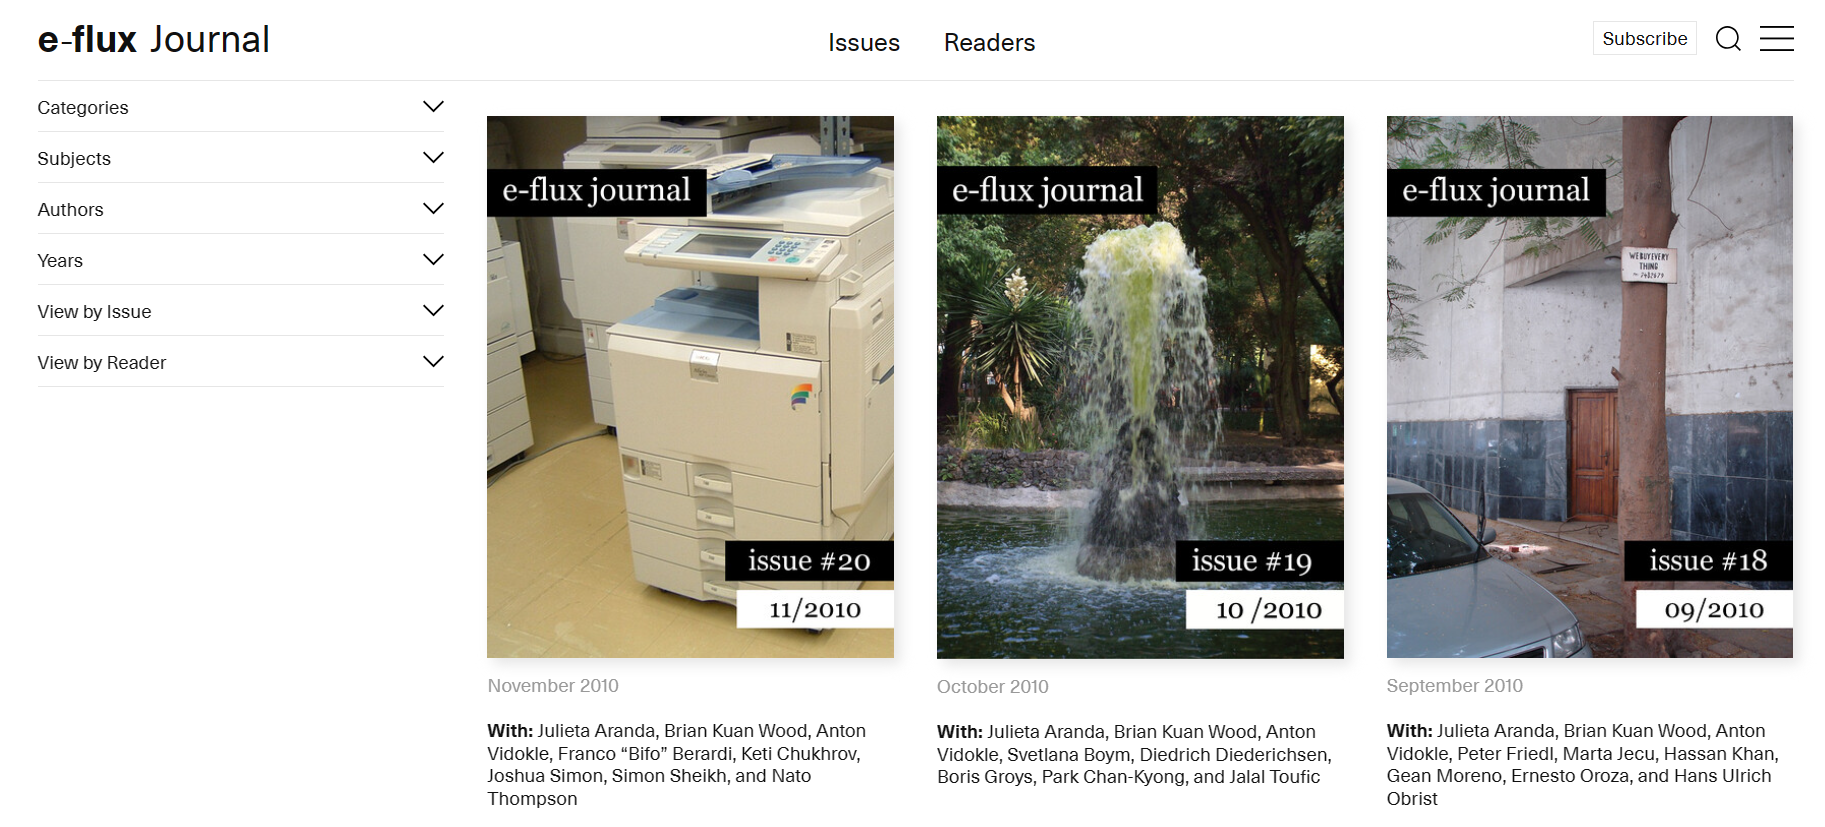 e-flux Journal
Issues
Readers
Subscribe
Categories
Subjects
Authors
Years
View by Issue
View by Reader
e-flux journal
issue #20
11/2010
November 2010
With: Julieta Aranda, Brian Kuan Wood, Anton
Vidokle, Franco “Bifo” Berardi, Keti Chukhrov,
Joshua Simon, Simon Sheikh, and Nato
Thompson
e-flux journal
issue #19
10 /2010
October 2010
With: Julieta Aranda, Brian Kuan Wood, Anton
Vidokle, Svetlana Boym, Diedrich Diederichsen,
Boris Groys, Park Chan-Kyong, and Jalal Toufic
e-flux journal
WE BUY EVERY
THING
issue #18
09/2010
September 2010
With: Julieta Aranda, Brian Kuan Wood, Anton
Vidokle, Peter Friedl, Marta Jecu, Hassan Khan,
Gean Moreno, Ernesto Oroza, and Hans Ulrich
Obrist